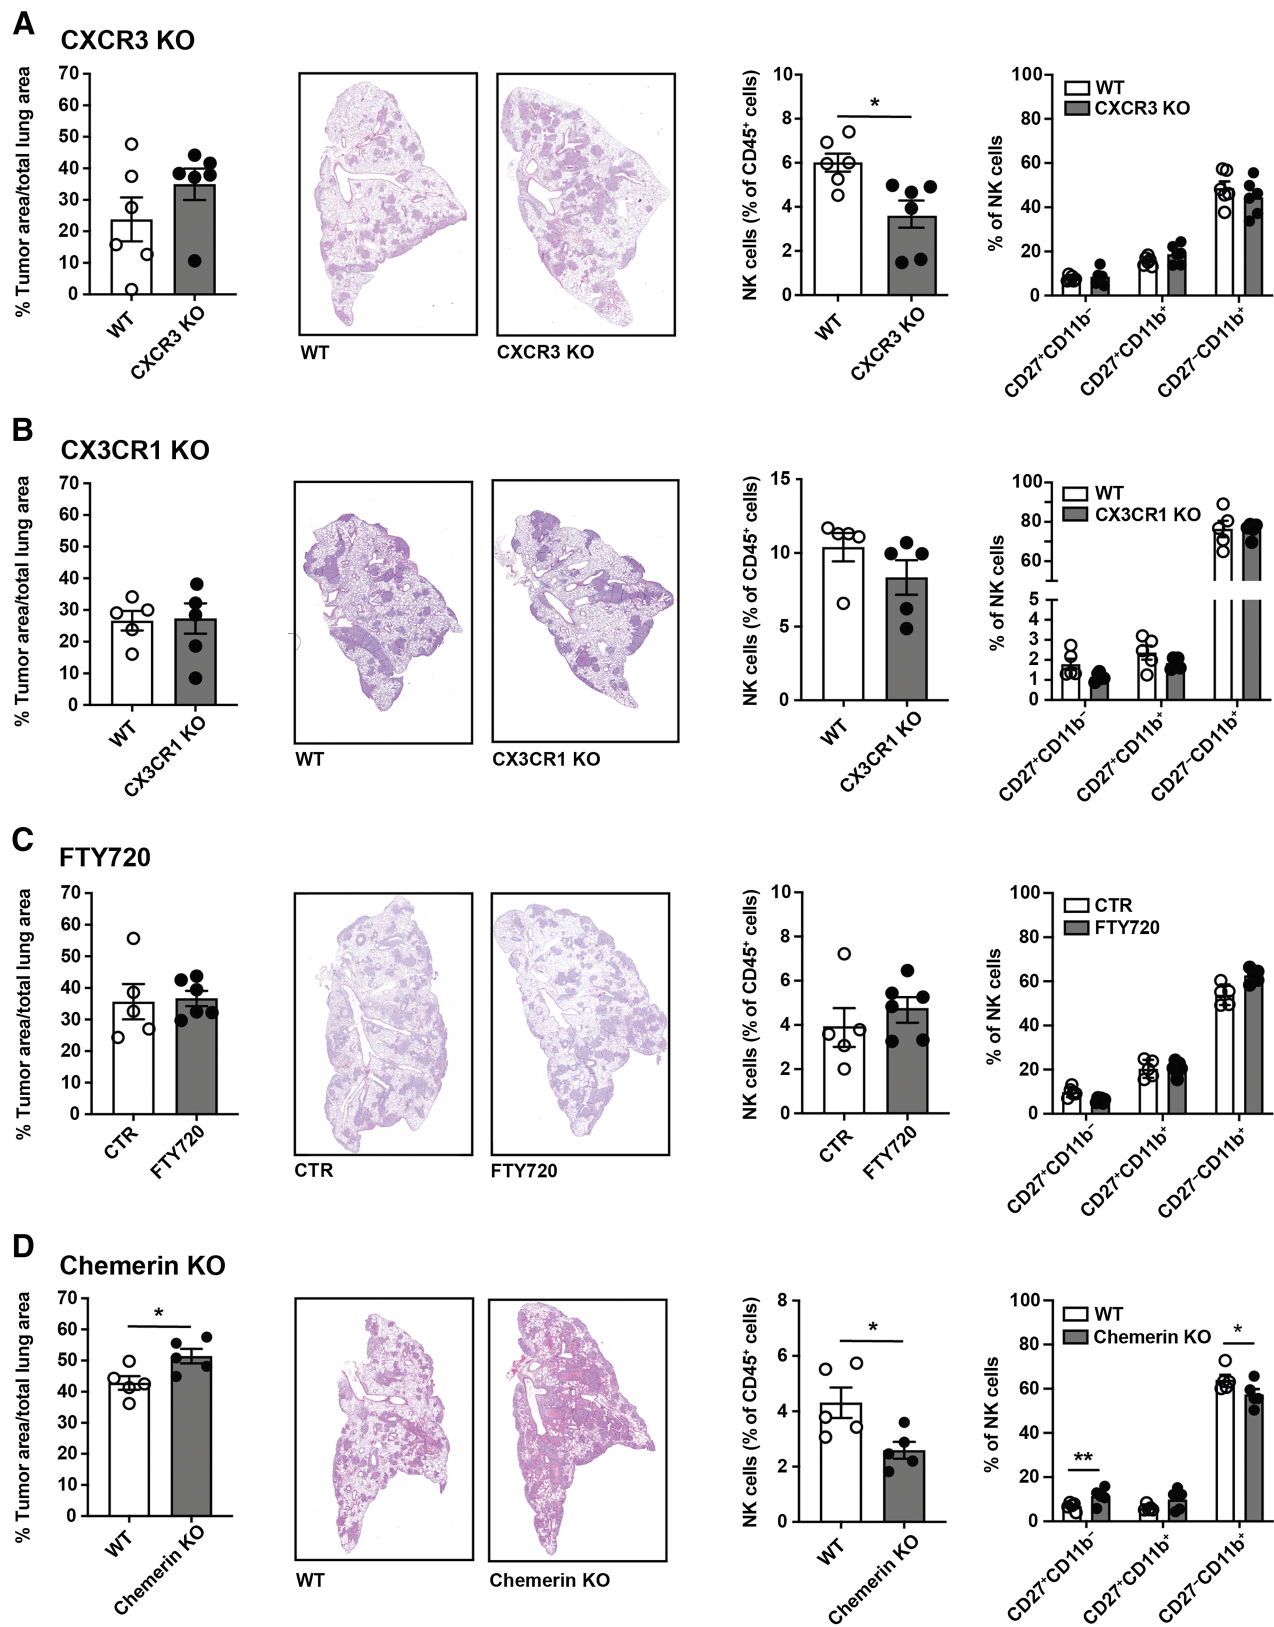 A
CXCR3 KO
% Tumor area/total lung area
70
60
50
40
30
20
10
0
WT
CXCR3 KO
WT
CXCR3 KO
NK cells (% of CD45⁺ cells)
10
8
6
4
2
0
*
WT
CXCR3 KO
% of NK cells
100
80
60
40
20
0
WT
CXCR3 KO
CD27⁺CD11b⁻
CD27⁺CD11b⁺
CD27⁻CD11b⁺
B
CX3CR1 KO
% Tumor area/total lung area
70
60
50
40
30
20
10
0
WT
CX3CR1 KO
WT
CX3CR1 KO
NK cells (% of CD45⁺ cells)
15
10
5
0
WT
CX3CR1 KO
% of NK cells
100
80
60
5
4
3
2
1
0
WT
CX3CR1 KO
CD27⁺CD11b⁻
CD27⁺CD11b⁺
CD27⁻CD11b⁺
C
FTY720
% Tumor area/total lung area
70
60
50
40
30
20
10
0
CTR
FTY720
CTR
FTY720
NK cells (% of CD45⁺ cells)
10
8
6
4
2
0
CTR
FTY720
% of NK cells
100
80
60
40
20
0
CTR
FTY720
CD27⁺CD11b⁻
CD27⁺CD11b⁺
CD27⁻CD11b⁺
D
Chemerin KO
% Tumor area/total lung area
70
60
50
40
30
20
10
0
*
WT
Chemerin KO
WT
Chemerin KO
NK cells (% of CD45⁺ cells)
8
6
4
2
0
*
WT
Chemerin KO
% of NK cells
100
80
60
40
20
0
WT
Chemerin KO
**
*
CD27⁺CD11b⁻
CD27⁺CD11b⁺
CD27⁻CD11b⁺